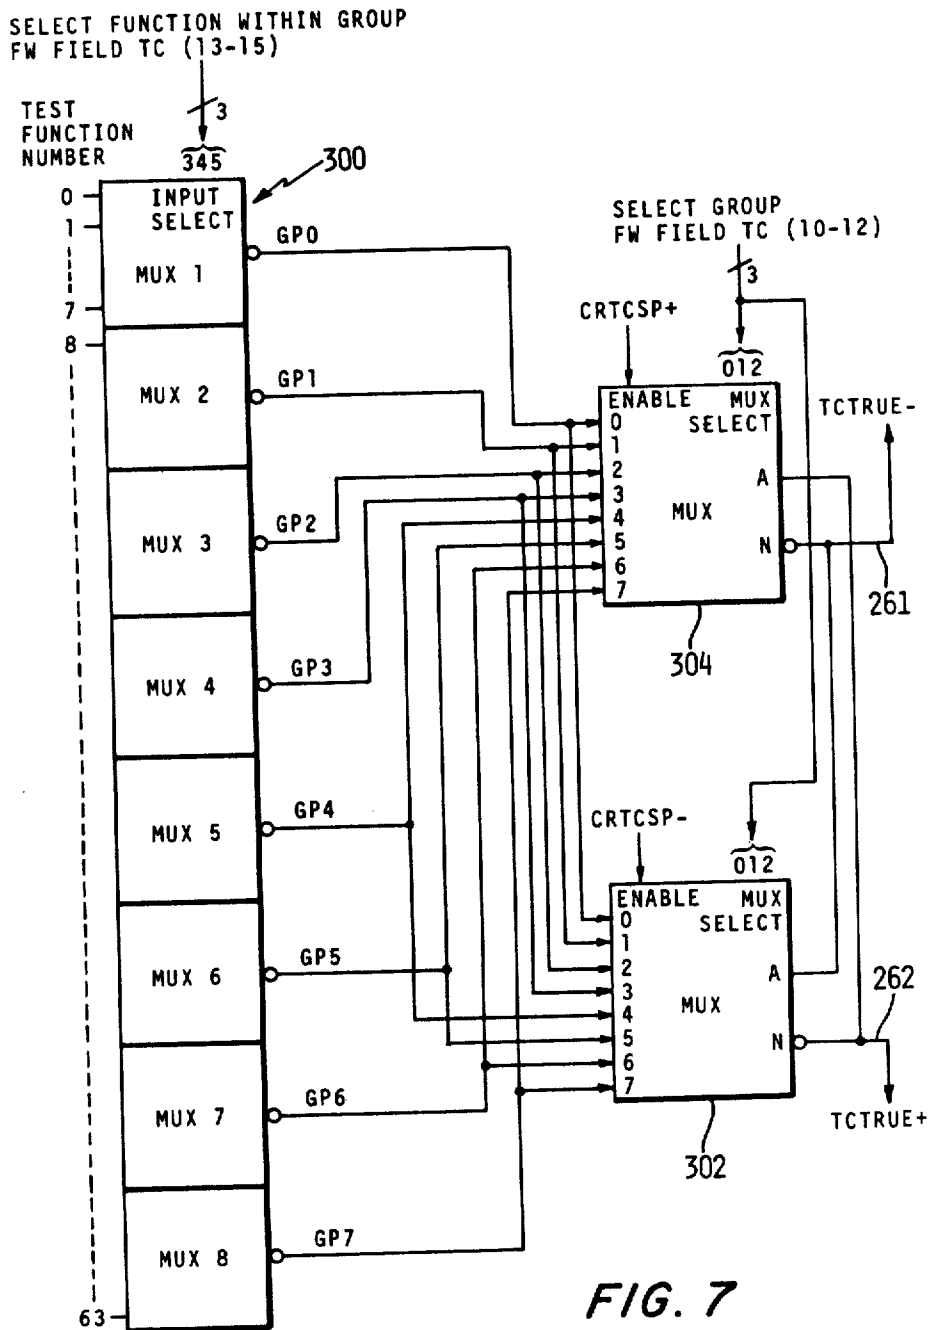 SELECT FUNCTION WITHIN GROUP
FW FIELD TC (13-15)
3
TEST
FUNCTION
NUMBER
345
300
0
INPUT
SELECT
1
MUX 1
7
GP0
8
MUX 2
GP1
MUX 3
GP2
MUX 4
GP3
MUX 5
GP4
MUX 6
GP5
MUX 7
GP6
MUX 8
GP7
63
SELECT GROUP
FW FIELD TC (10-12)
3
CRTCSP+
012
ENABLE MUX
SELECT
0
1
2
3
4
5
6
7
MUX
A
N
TCTRUE-
261
304
CRTCSP-
012
ENABLE MUX
SELECT
0
1
2
3
4
5
6
7
MUX
A
N
262
TCTRUE+
302
FIG. 7